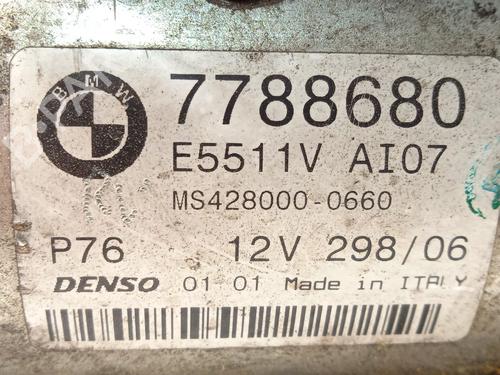 BMW
7788680
E5511V AI07
MS428000-0660
P76 12V 298/06
DENSO 01 01 Made in ITALY